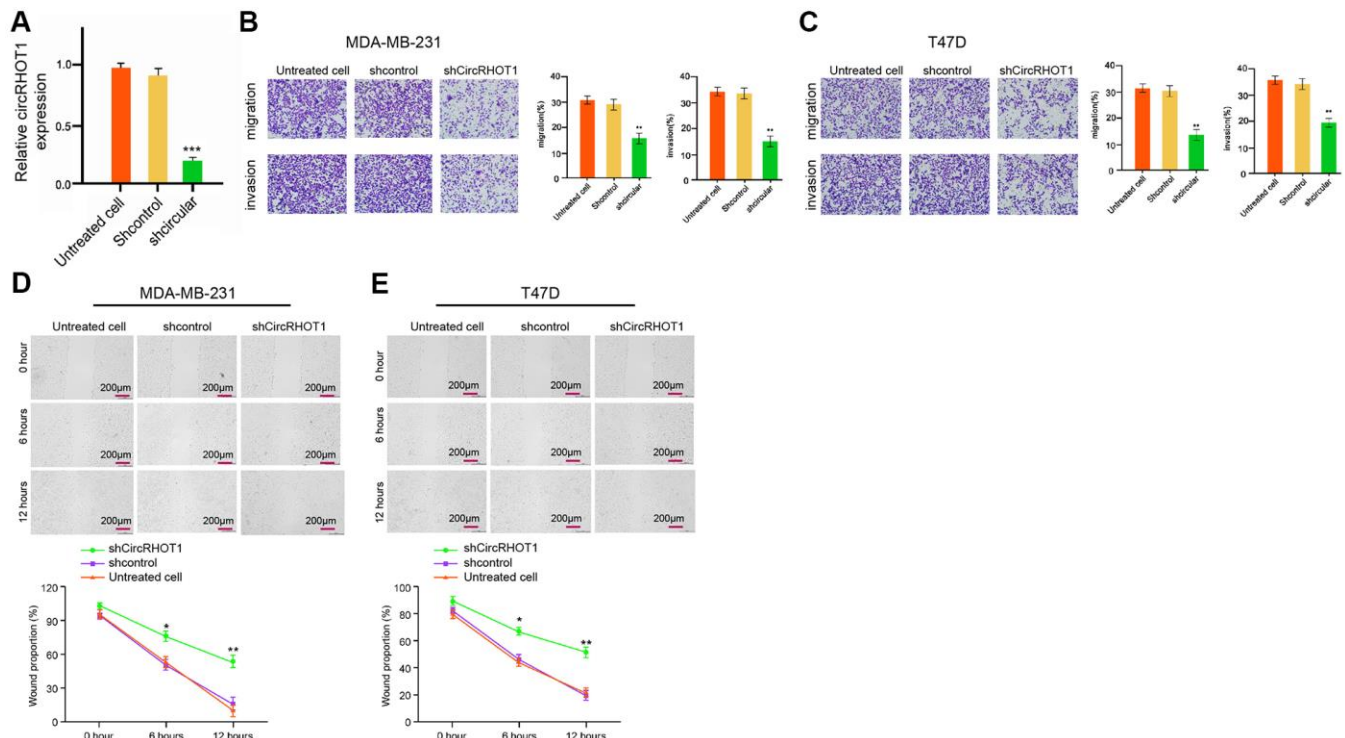 A
Relative circRHOT1
expression
1.0
0.5
0.0
***
Untreated cell
Shcontrol
shcircular
B
MDA-MB-231
Untreated cell shcontrol shCircRHOT1
migration
invasion
migration(%)
40
30
20
10
0
**
Untreated cell
Shcontrol
shcircular
invasion(%)
40
30
20
10
0
**
Untreated cell
Shcontrol
shcircular
C
T47D
Untreated cell shcontrol shCircRHOT1
migration
invasion
migration(%)
40
30
20
10
0
**
Untreated cell
Shcontrol
shcircular
invasion(%)
40
30
20
10
0
**
Untreated cell
Shcontrol
shcircular
D
MDA-MB-231
Untreated cell shcontrol shCircRHOT1
0 hour
200µm 200µm 200µm
6 hours
200µm 200µm 200µm
12 hours
200µm 200µm 200µm
shCircRHOT1
shcontrol
Untreated cell
Wound proportion (%)
120
90
60
30
0
*
**
0 hour 6 hours 12 hours
E
T47D
Untreated cell shcontrol shCircRHOT1
0 hour
200µm 200µm 200µm
6 hours
200µm 200µm 200µm
12 hours
200µm 200µm 200µm
shCircRHOT1
shcontrol
Untreated cell
Wound proportion (%)
100
80
60
40
20
0
*
**
0 hour 6 hours 12 hours